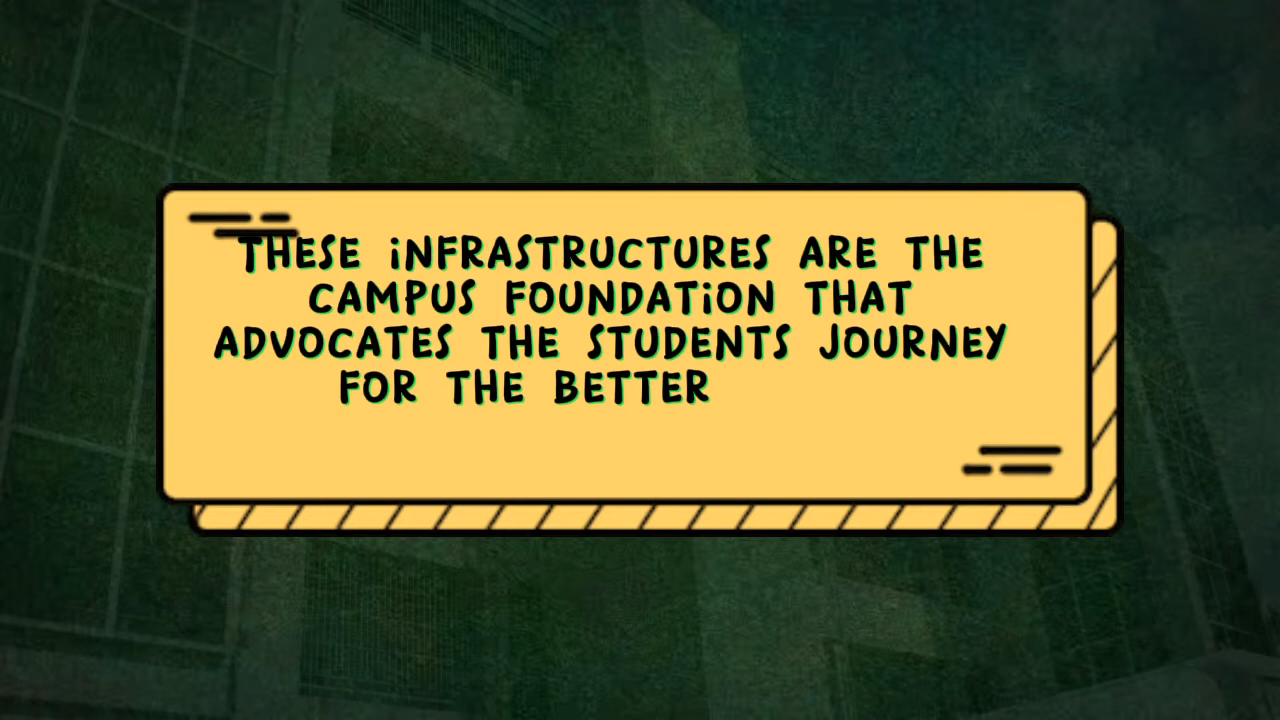 THESE iNFRASTRUCTURES ARE THE
CAMPUS FOUNDATiON THAT
ADVOCATES THE STUDENTS JOURNEY
FOR THE BETTER